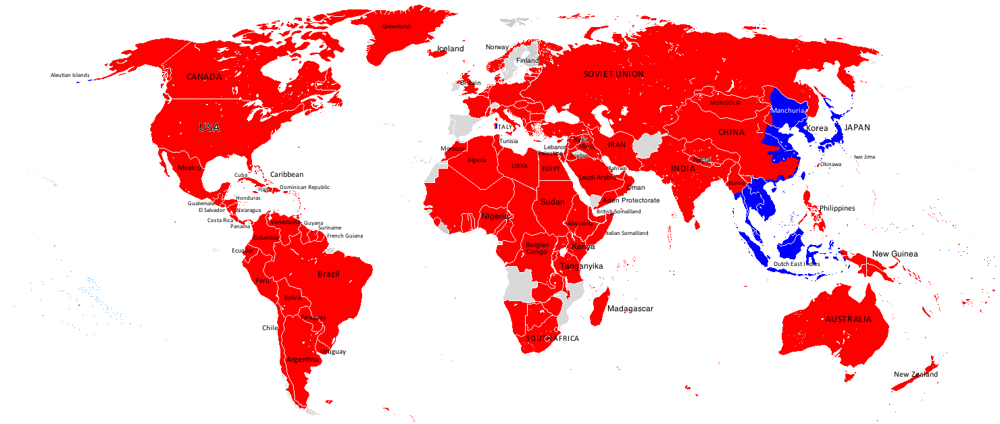 Greenland
Iceland
Norway
Finland
Aleutian Islands
CANADA
SOVIET UNION
Britain
MONGOLIA
Manchuria
USA
ITALY
CHINA
Korea
JAPAN
Tunisia
Morocco
Syria
Lebanon
IRAQ
IRAN
Palestine
Jordan
Algeria
LIBYA
EGYPT
Bahrain
Nepal
INDIA
Okinawa
Iwo Jima
Mexico
Cuba
Caribbean
Haiti
Dominican Republic
Saudi Arabia
Oman
Burma
Honduras
Guatemala
El Salvador
Nicaragua
Aden Protectorate
Sudan
British Somaliland
Philippines
Costa Rica
Panama
Venezuela
Guyana
Suriname
French Guiana
Nigeria
Abyssinia
Italian Somaliland
Columbia
Ecuador
Belgian
Congo
Kenya
Tanganyika
Dutch East Indies
New Guinea
Peru
Brazil
Bolivia
Madagascar
Paraguay
AUSTRALIA
Chile
SOUTH AFRICA
Uruguay
Argentina
New Zealand